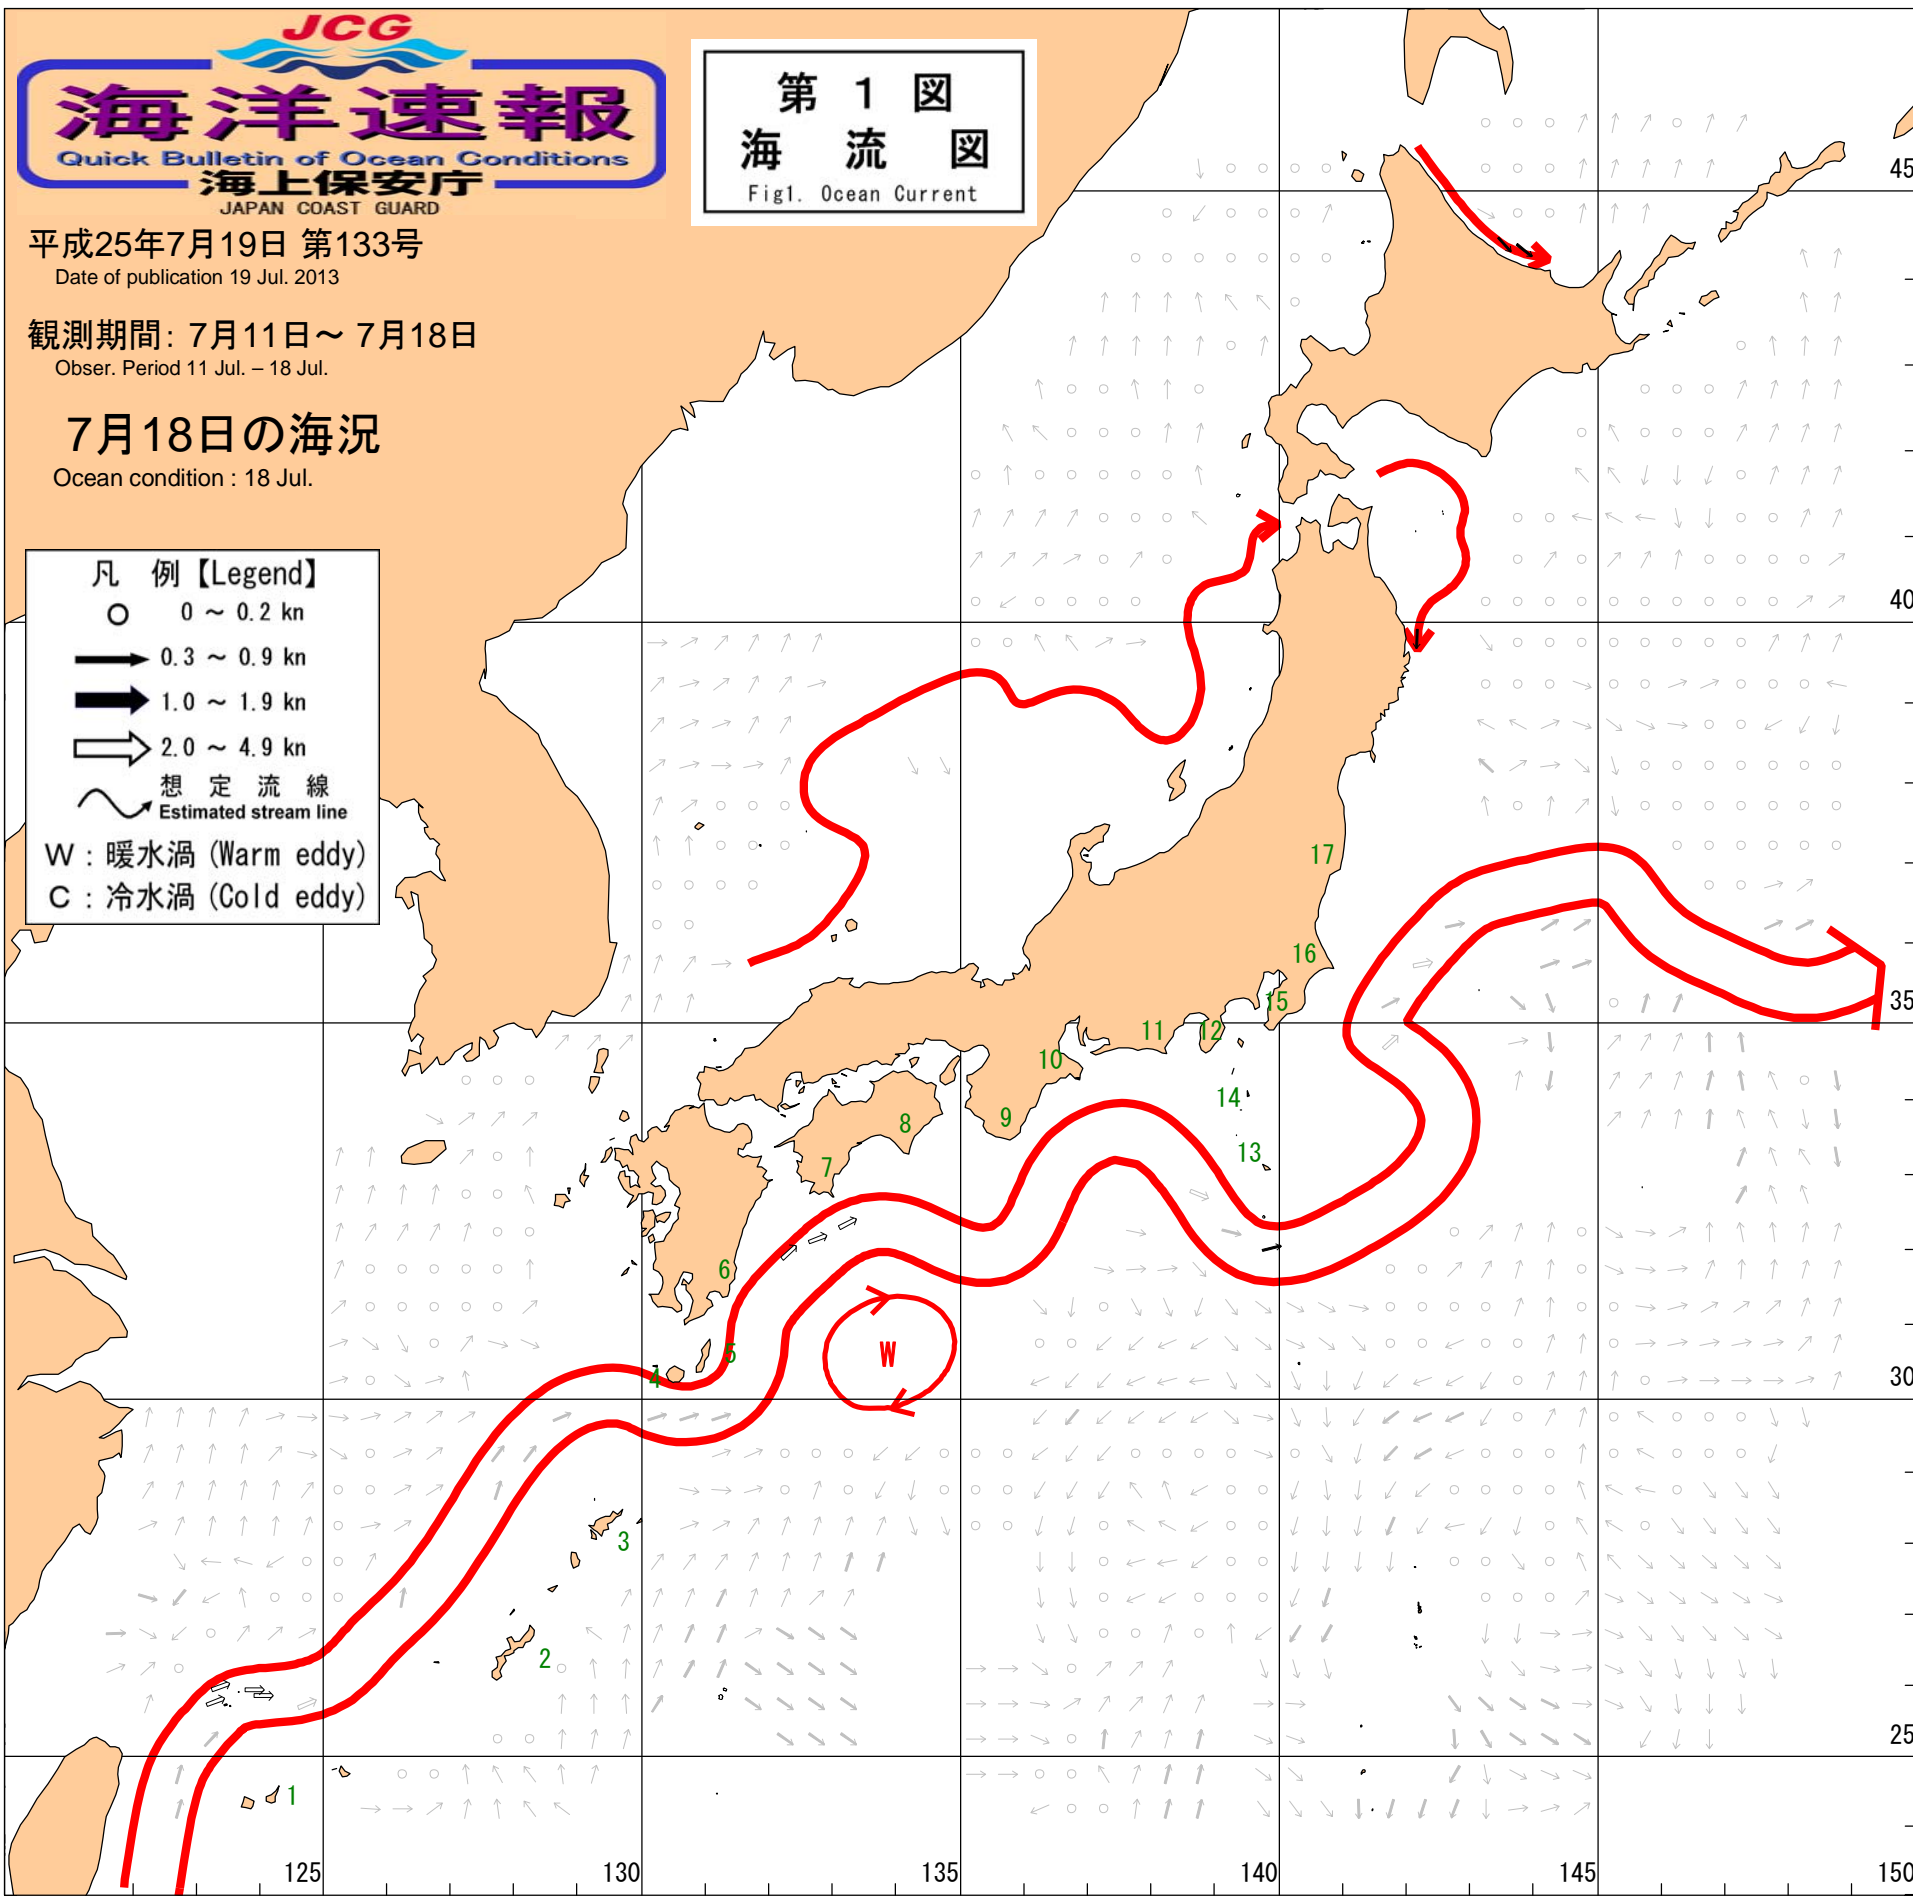 JCG
海洋速報
Quick Bulletin of Ocean Conditions
海上保安庁
JAPAN COAST GUARD
第 1 図
海 流 図
Fig1. Ocean Current
平成25年7月19日 第133号
Date of publication 19 Jul. 2013
観測期間: 7月11日～ 7月18日
Obser. Period 11 Jul. – 18 Jul.
7月18日の海況
Ocean condition : 18 Jul.
凡 例【Legend】
0 ～ 0.2 kn
0.3 ～ 0.9 kn
1.0 ～ 1.9 kn
2.0 ～ 4.9 kn
想 定 流 線
Estimated stream line
W : 暖水渦 (Warm eddy)
C : 冷水渦 (Cold eddy)
45
40
17
16
15
35
11
12
10
14
9
8
13
7
6
W
5
4
30
3
2
25
1
125
130
135
140
145
150